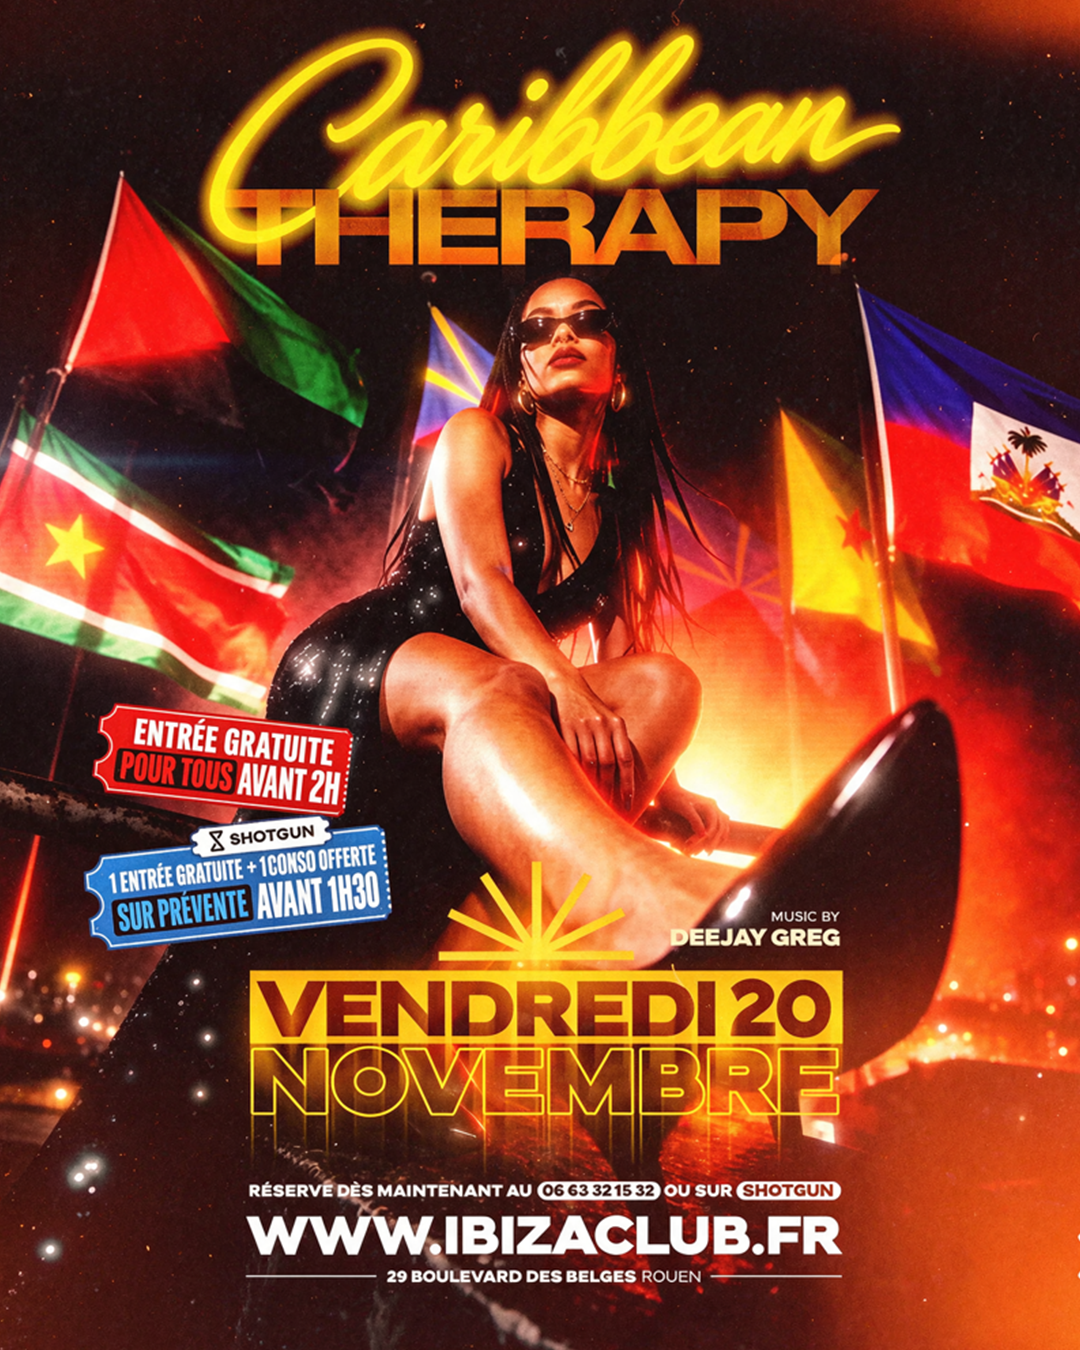 Caribbean
THERAPY
ENTRÉE GRATUITE
POUR TOUS AVANT 2H
SHOTGUN
1 ENTRÉE GRATUITE + 1 CONSO OFFERTE
SUR PRÉVENTE AVANT 1H30
MUSIC BY
DEEJAY GREG
VENDREDI 20
NOVEMBRE
RÉSERVE DÈS MAINTENANT AU 06 63 32 15 32 OU SUR SHOTGUN
WWW.IBIZACLUB.FR
29 BOULEVARD DES BELGES ROUEN